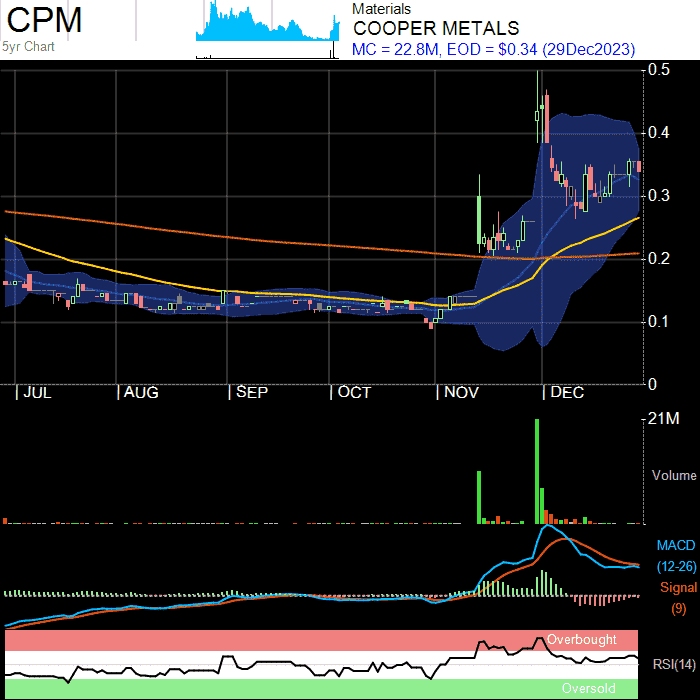 CPM
5yr Chart
Materials
COOPER METALS
MC = 22.8M, EOD = $0.34 (29Dec2023)
0.5
0.4
0.3
0.2
0.1
0
| JUL | AUG | SEP | OCT | NOV | DEC
21M
Volume
MACD
(12-26)
Signal
(9)
Overbought
RSI(14)
Oversold